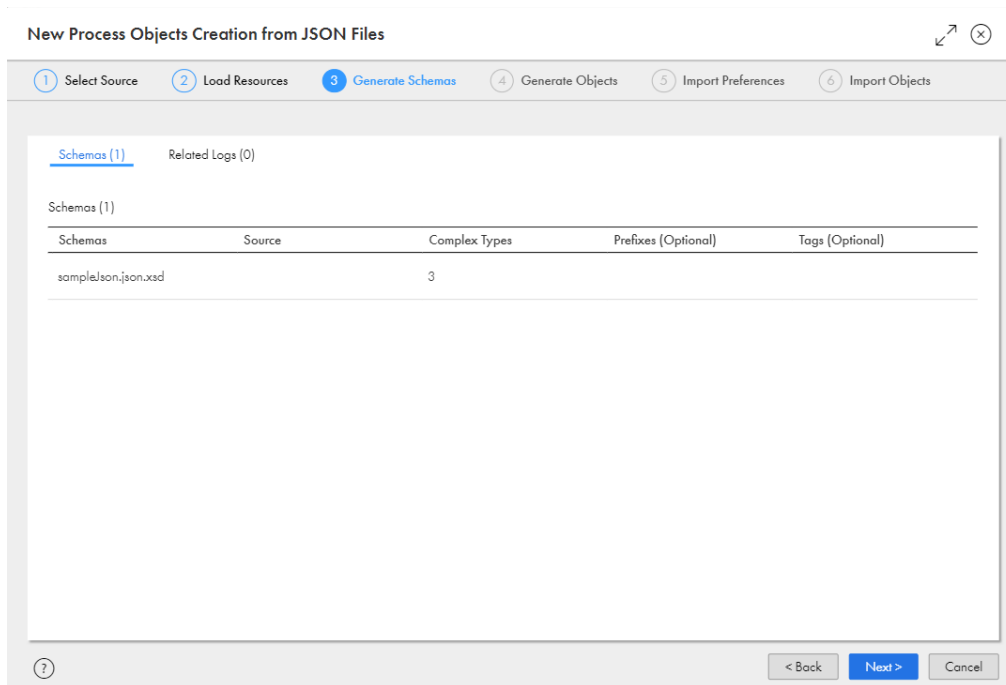 New Process Objects Creation from JSON Files
1 Select Source 2 Load Resources 3 Generate Schemas 4 Generate Objects 5 Import Preferences 6 Import Objects
Schemas (1) Related Logs (0)
Schemas (1)
Schemas Source Complex Types Prefixes (Optional) Tags (Optional)
sampleJson.json.xsd 3
? < Back Next > Cancel